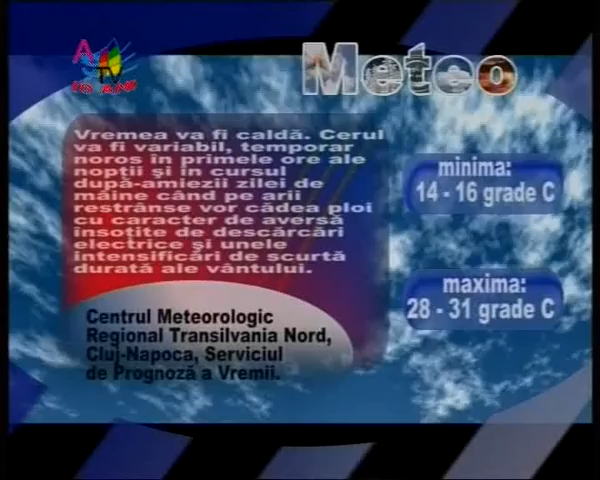 Meteo
Vremea va fi caldă. Cerul
va fi variabil, temporar
noros în primele ore ale
nopţii şi în cursul
după-amiezii zilei de
mâine când pe arii
restrânse vor cădea ploi
cu caracter de aversă
însoţite de descărcări
electrice şi unele
intensificări de scurtă
durată ale vântului.
Centrul Meteorologic
Regional Transilvania Nord,
Cluj-Napoca, Serviciul
de Prognoză a Vremii.
minima:
14 - 16 grade C
maxima:
28 - 31 grade C